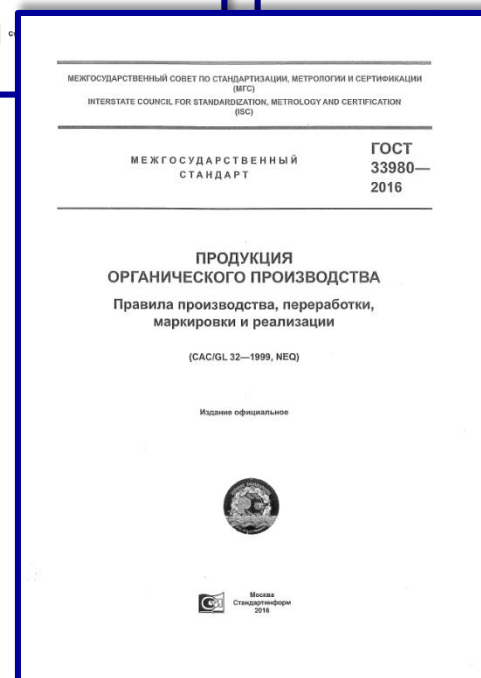 МЕЖГОСУДАРСТВЕННЫЙ СОВЕТ ПО СТАНДАРТИЗАЦИИ, МЕТРОЛОГИИ И СЕРТИФИКАЦИИ
(МГС)
INTERSTATE COUNCIL FOR STANDARDIZATION, METROLOGY AND CERTIFICATION
(ISC)
МЕЖГОСУДАРСТВЕННЫЙ
СТАНДАРТ
ГОСТ
33980—
2016
ПРОДУКЦИЯ
ОРГАНИЧЕСКОГО ПРОИЗВОДСТВА
Правила производства, переработки,
маркировки и реализации
(CAC/GL 32—1999, NEQ)
Издание официальное
Москва
Стандартинформ
2016